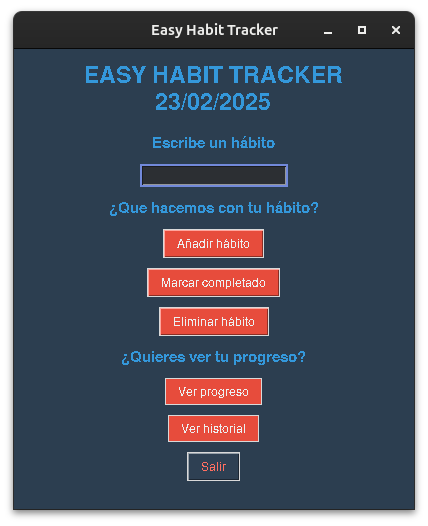 Easy Habit Tracker
EASY HABIT TRACKER
23/02/2025
Escribe un hábito
¿Que hacemos con tu hábito?
Añadir hábito
Marcar completado
Eliminar hábito
¿Quieres ver tu progreso?
Ver progreso
Ver historial
Salir